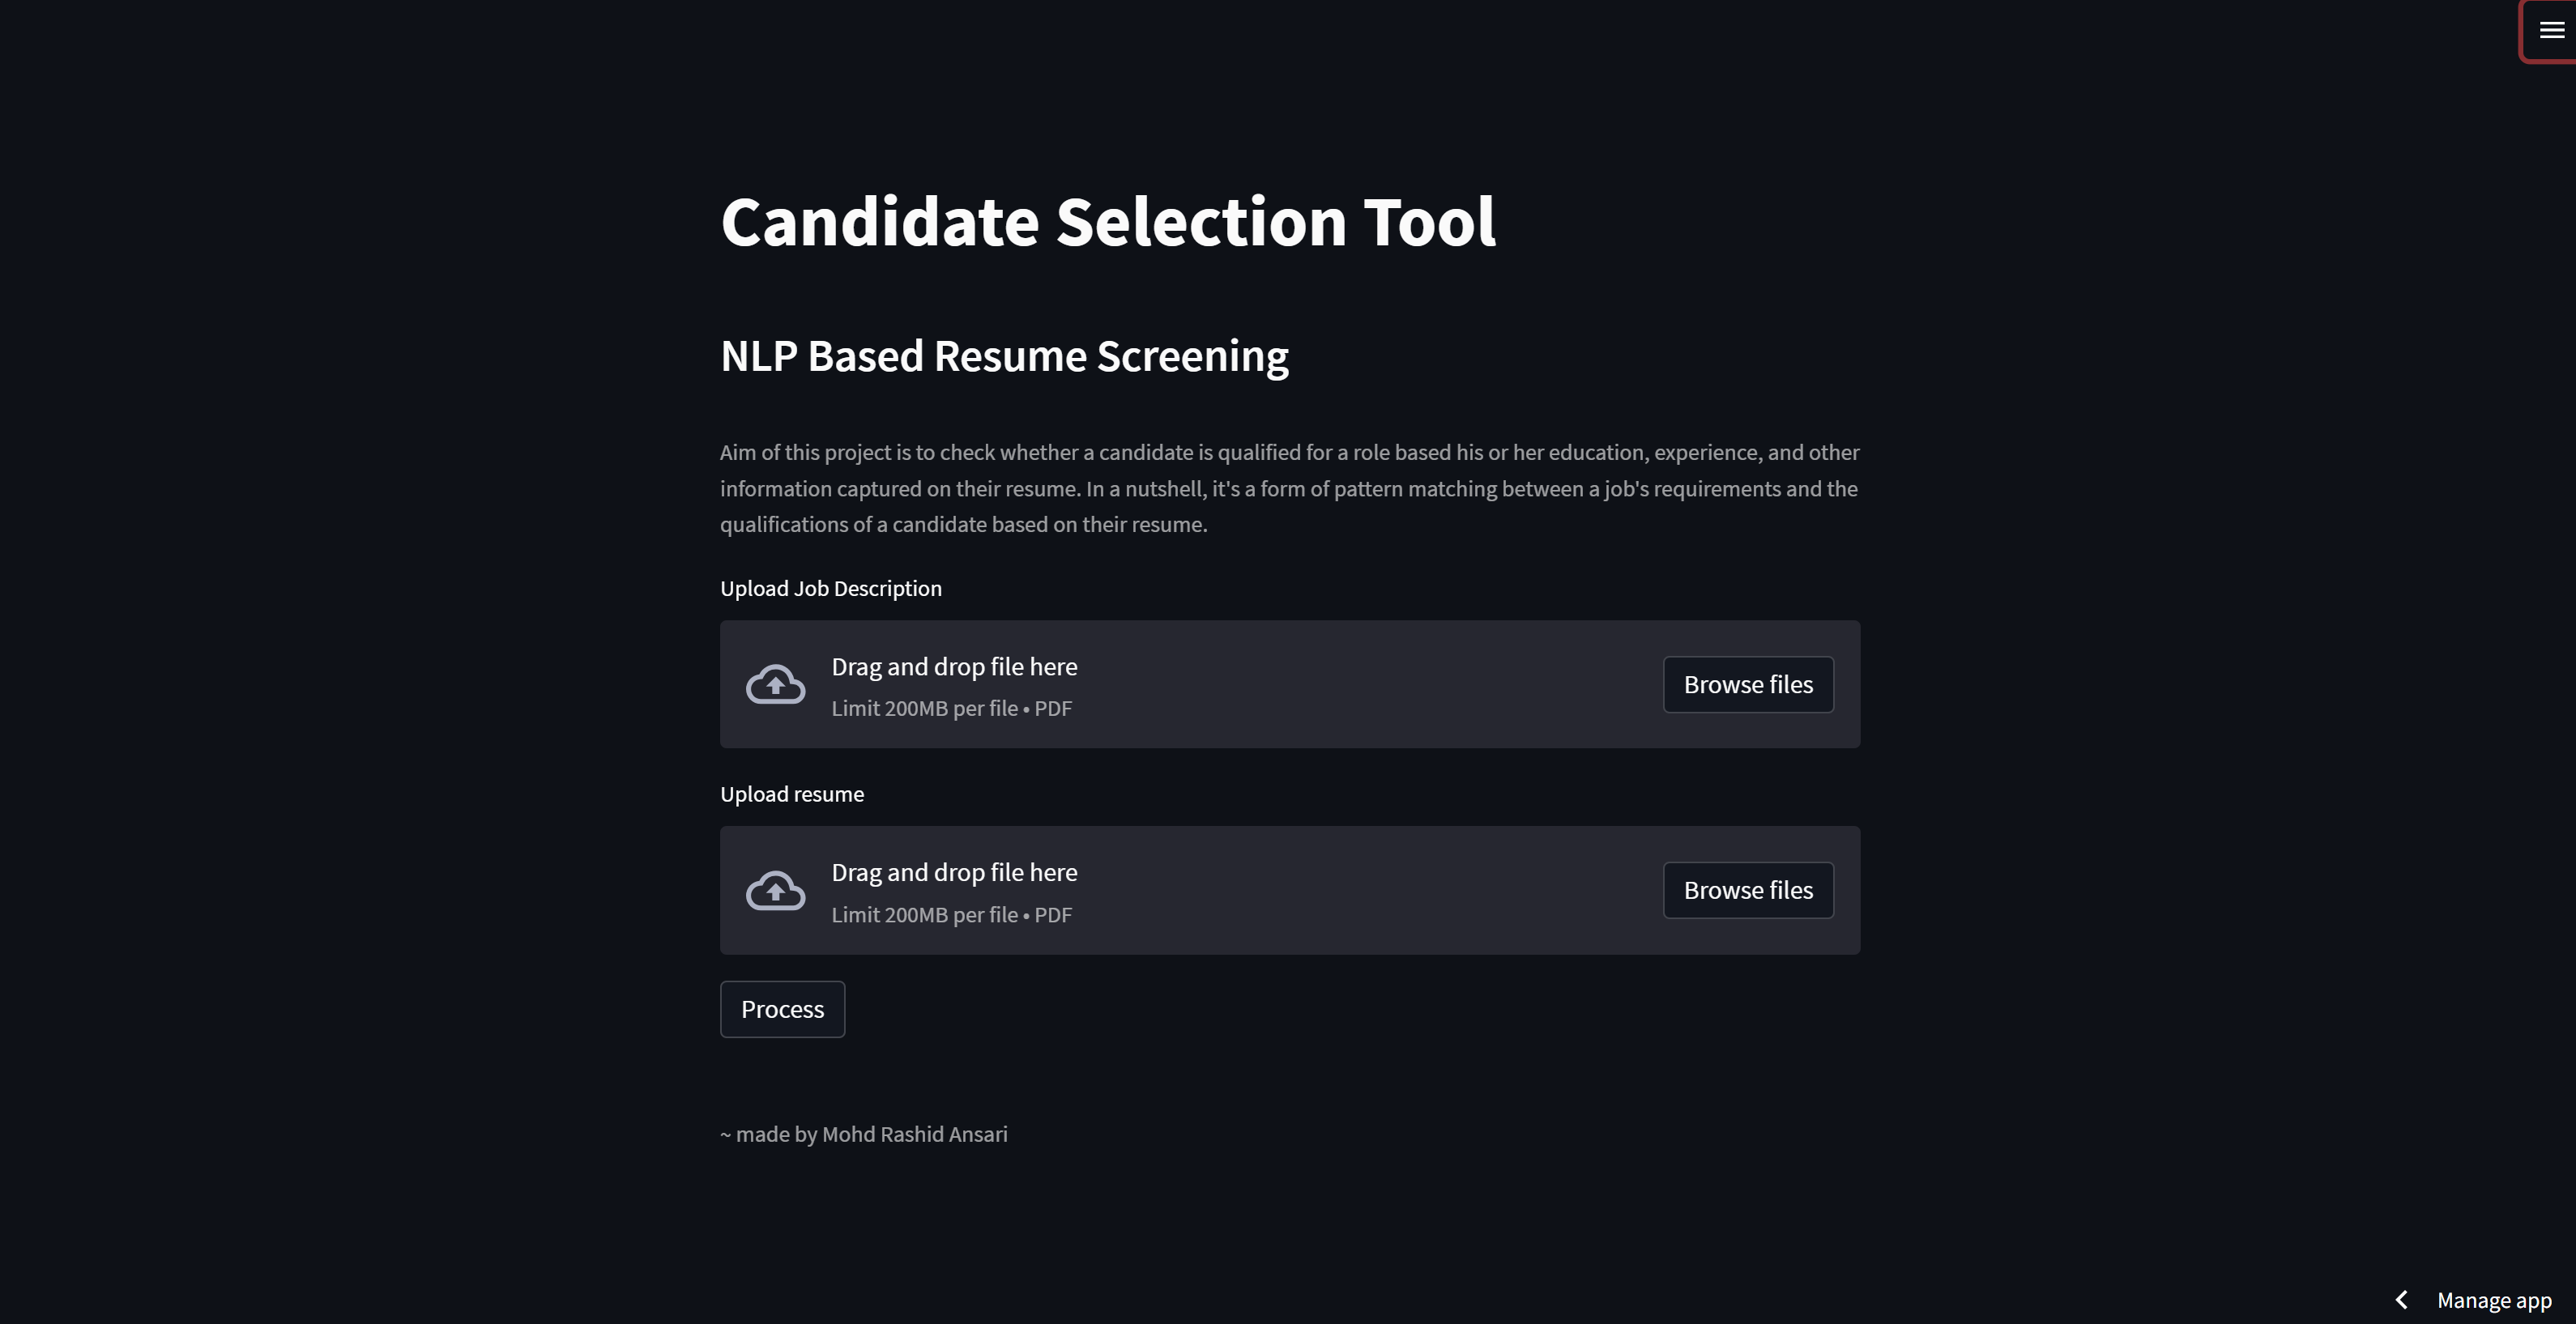 Candidate Selection Tool
NLP Based Resume Screening
Aim of this project is to check whether a candidate is qualified for a role based his or her education, experience, and other
information captured on their resume. In a nutshell, it's a form of pattern matching between a job's requirements and the
qualifications of a candidate based on their resume.
Upload Job Description
Drag and drop file here
Limit 200MB per file • PDF
Browse files
Upload resume
Drag and drop file here
Limit 200MB per file • PDF
Browse files
Process
~ made by Mohd Rashid Ansari
Manage app